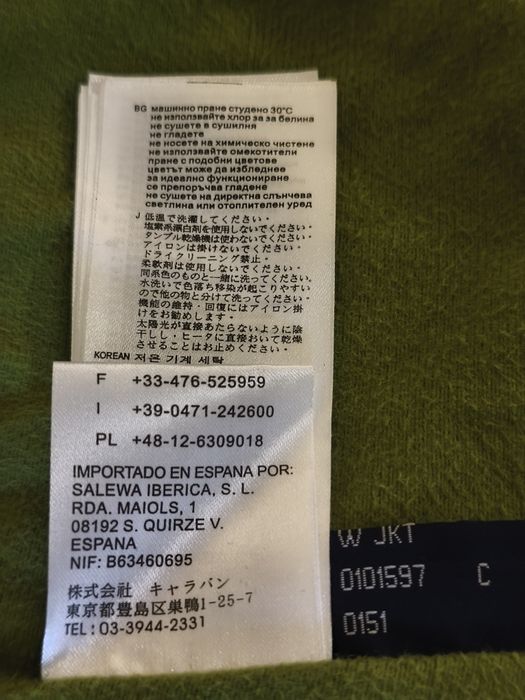 BG машинно пране студено 30°C
не използвайте хлор за за белина
не сушете в сушилня
не гладете
не носете на химическо чистене
не използвайте омекотители
пране с подобни цветове
цветът може да избледнее
за идеално функциониране
се препоръчва гладене
не сушете на директна слънчева
светлина или отоплителен уред
J 低温で洗濯してください・
塩素系漂白剤を使用しないでください・
タンブル乾燥機は使わないでください・
アイロンは掛けないでください・
ドライクリーニング禁止・
柔軟剤は使用しないでください・
同系色のものと一緒に洗ってください.
水洗いで色落ち移染が起こりやすい
ので他の物と分けて洗ってください・
機能の維持・回復にはアイロン掛
けをお勧めします・
太陽光が直接あたらないように陰
干しし・ヒータに直接おいて乾燥
させることはお止めください・
KOREAN 저온 기계 세탁
F +33-476-525959
I +39-0471-242600
PL +48-12-6309018
IMPORTADO EN ESPANA POR:
SALEWA IBERICA, S. L.
RDA. MAIOLS, 1
08192 S. QUIRZE V.
ESPANA
NIF: B63460695
株式会社 キャラバン
東京都豊島区巣鴨1-25-7
TEL : 03-3944-2331
W JKT
0101597 C
0151